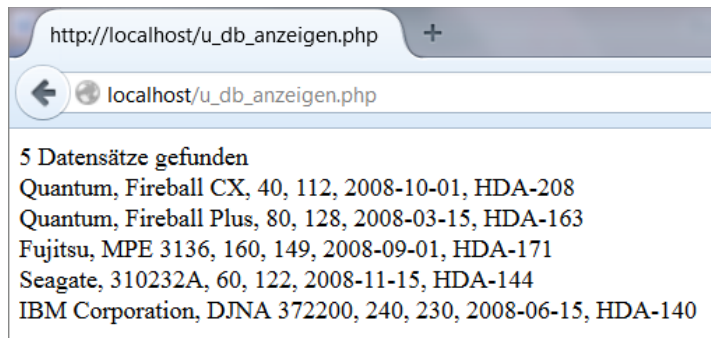 http://localhost/u_db_anzeigen.php
localhost/u_db_anzeigen.php
5 Datensätze gefunden
Quantum, Fireball CX, 40, 112, 2008-10-01, HDA-208
Quantum, Fireball Plus, 80, 128, 2008-03-15, HDA-163
Fujitsu, MPE 3136, 160, 149, 2008-09-01, HDA-171
Seagate, 310232A, 60, 122, 2008-11-15, HDA-144
IBM Corporation, DJNA 372200, 240, 230, 2008-06-15, HDA-140